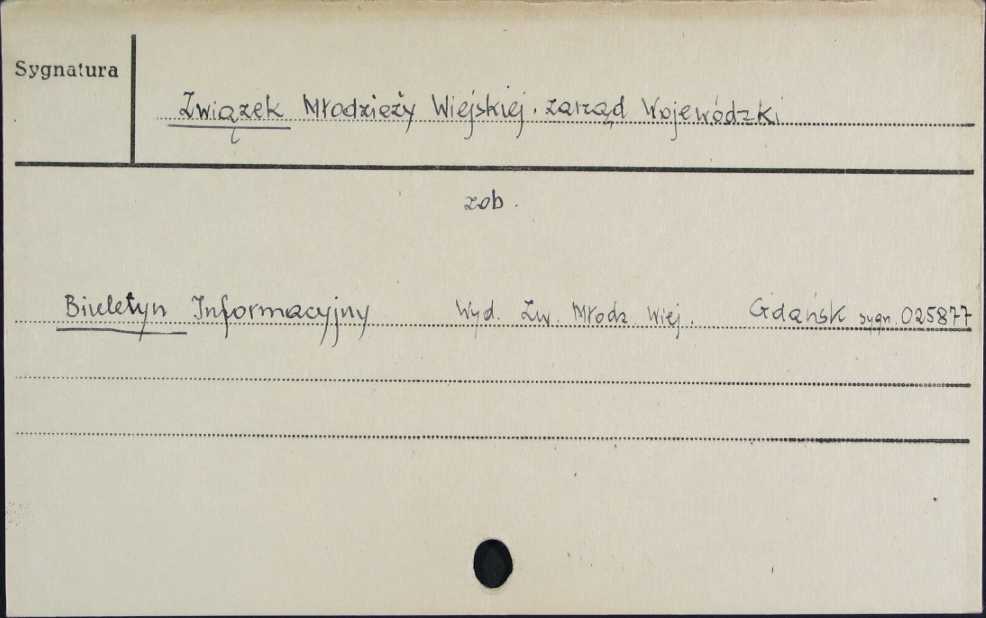 Sygnatura
Związek Młodzieży Wiejskiej. Zarząd Wojewódzki
zob.
Biuletyn Informacyjny Wyd. Zw. Młodz Wiej. Gdańsk sygn. 025877